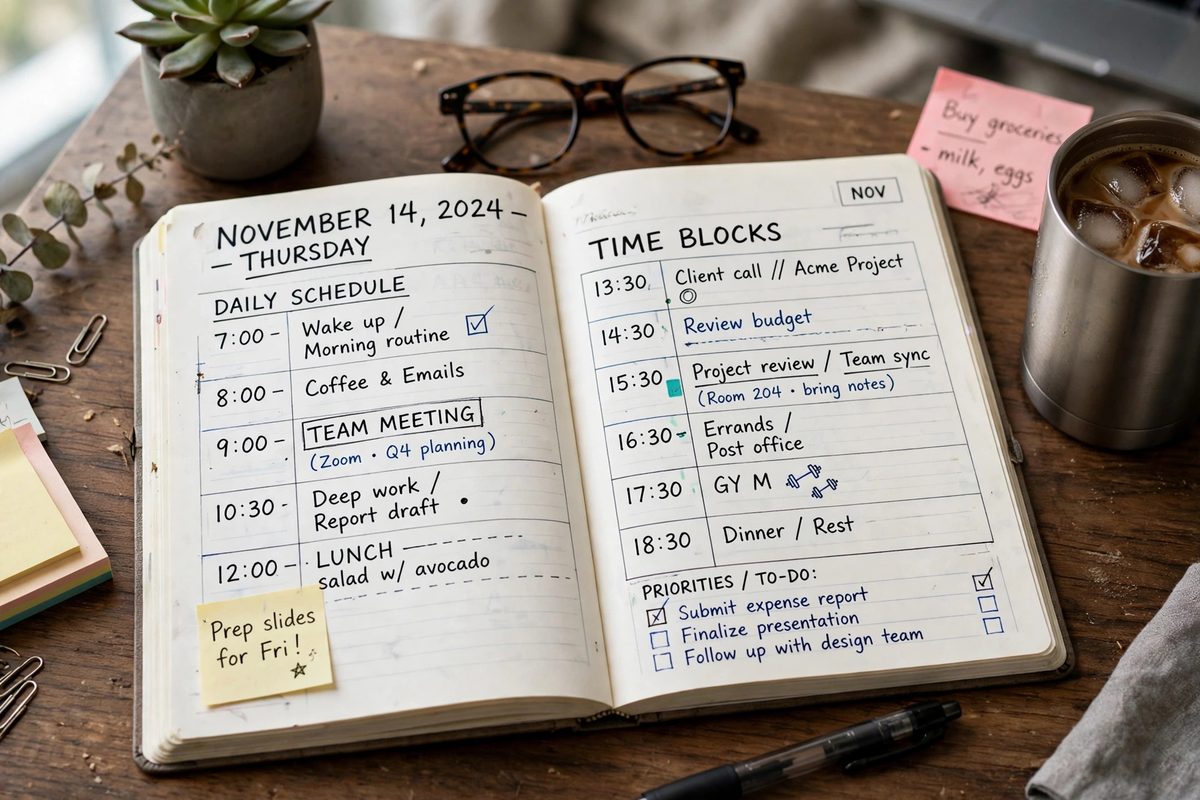 NOVEMBER 14, 2024 –
– THURSDAY
DAILY SCHEDULE
7:00 – Wake up /
Morning routine
8:00 – Coffee & Emails
9:00 – TEAM MEETING
(Zoom • Q4 planning)
10:30 - Deep work /
Report draft •
12:00 – LUNCH
salad w/ avocado
Prep slides
for Fri!
NOV
TIME BLOCKS
13:30 Client call // Acme Project
14:30 Review budget
15:30 Project review / Team sync
(Room 204 • bring notes)
16:30 - Errands /
Post office
17:30 GY M
18:30 Dinner / Rest
PRIORITIES / TO-DO:
Submit expense report
Finalize presentation
Follow up with design team
Buy groceries
- milk, eggs